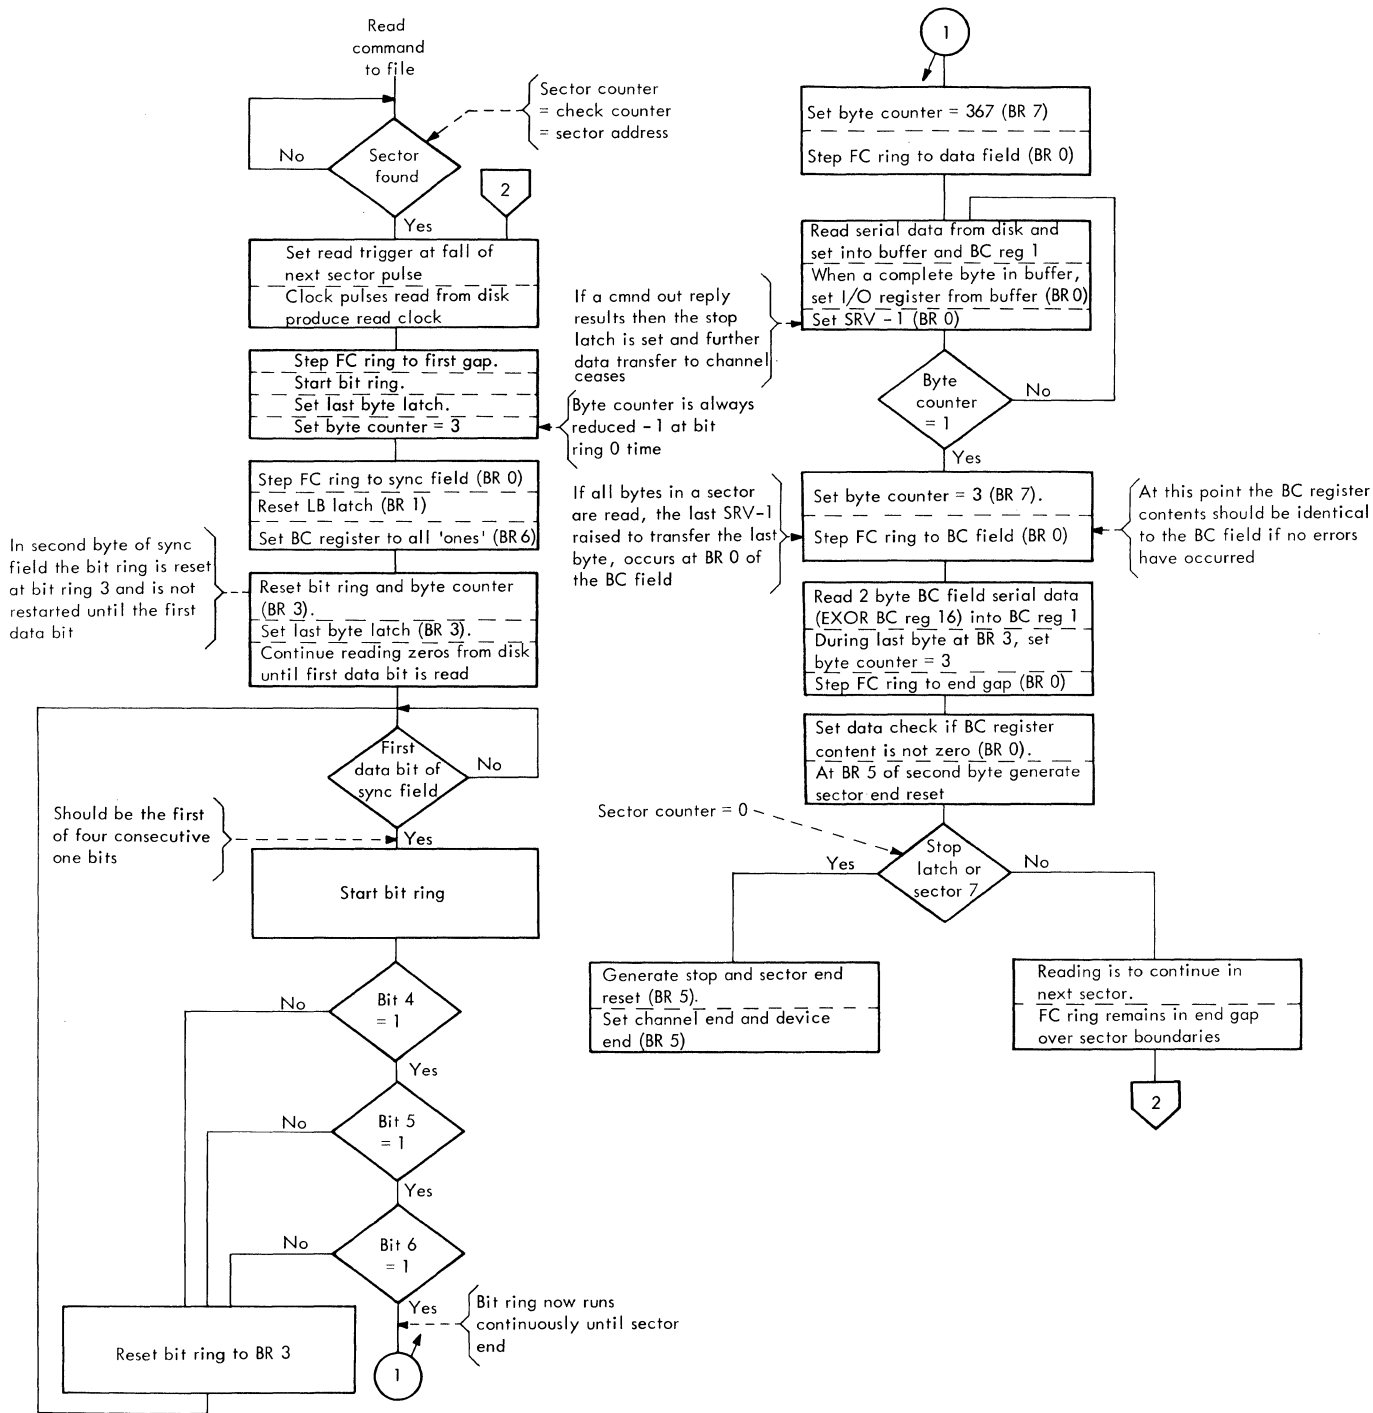 Read
command
to file
Sector counter
= check counter
= sector address
No
Sector
found
2
Yes
Set read trigger at fall of
next sector pulse
Clock pulses read from disk
produce read clock
Step FC ring to first gap.
Start bit ring.
Set last byte latch.
Set byte counter = 3
Byte counter is always
reduced -1 at bit
ring 0 time
Step FC ring to sync field (BR 0)
Reset LB latch (BR 1)
Set BC register to all 'ones' (BR 6)
In second byte of sync
field the bit ring is reset
at bit ring 3 and is not
restarted until the first
data bit
Reset bit ring and byte counter
(BR 3).
Set last byte latch (BR 3).
Continue reading zeros from disk
until first data bit is read
First
data bit of
sync field
No
Should be the first
of four consecutive
one bits
Yes
Start bit ring
No
Bit 4
= 1
Yes
No
Bit 5
= 1
Yes
No
Bit 6
= 1
Yes
Bit ring now runs
continuously until sector
end
Reset bit ring to BR 3
1
1
Set byte counter = 367 (BR 7)
Step FC ring to data field (BR 0)
Read serial data from disk and
set into buffer and BC reg 1
When a complete byte in buffer,
set I/O register from buffer (BR 0)
Set SRV -1 (BR 0)
If a cmnd out reply
results then the stop
latch is set and further
data transfer to channel
ceases
Byte
counter
= 1
No
Yes
If all bytes in a sector
are read, the last SRV-1
raised to transfer the last
byte, occurs at BR 0 of
the BC field
Set byte counter = 3 (BR 7).
Step FC ring to BC field (BR 0)
At this point the BC register
contents should be identical
to the BC field if no errors
have occurred
Read 2 byte BC field serial data
(EXOR BC reg 16) into BC reg 1
During last byte at BR 3, set
byte counter = 3
Step FC ring to end gap (BR 0)
Set data check if BC register
content is not zero (BR 0).
At BR 5 of second byte generate
sector end reset
Sector counter = 0
Stop
latch or
sector 7
Yes
No
Generate stop and sector end
reset (BR 5).
Set channel end and device
end (BR 5)
Reading is to continue in
next sector.
FC ring remains in end gap
over sector boundaries
2